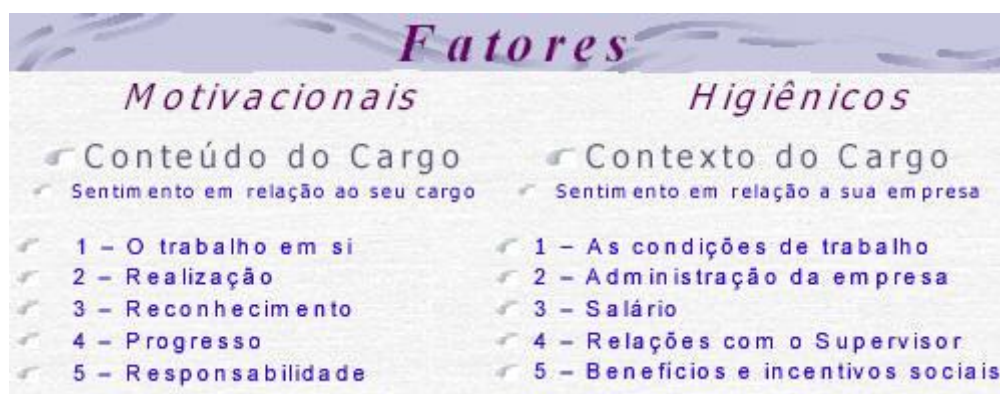 Fatores
Motivacionais
Conteúdo do Cargo
Sentimento em relação ao seu cargo
1 – O trabalho em si
2 – Realização
3 – Reconhecimento
4 – Progresso
5 – Responsabilidade
Higiênicos
Contexto do Cargo
Sentimento em relação a sua empresa
1 – As condições de trabalho
2 – Administração da empresa
3 – Salário
4 – Relações com o Supervisor
5 – Benefícios e incentivos sociais